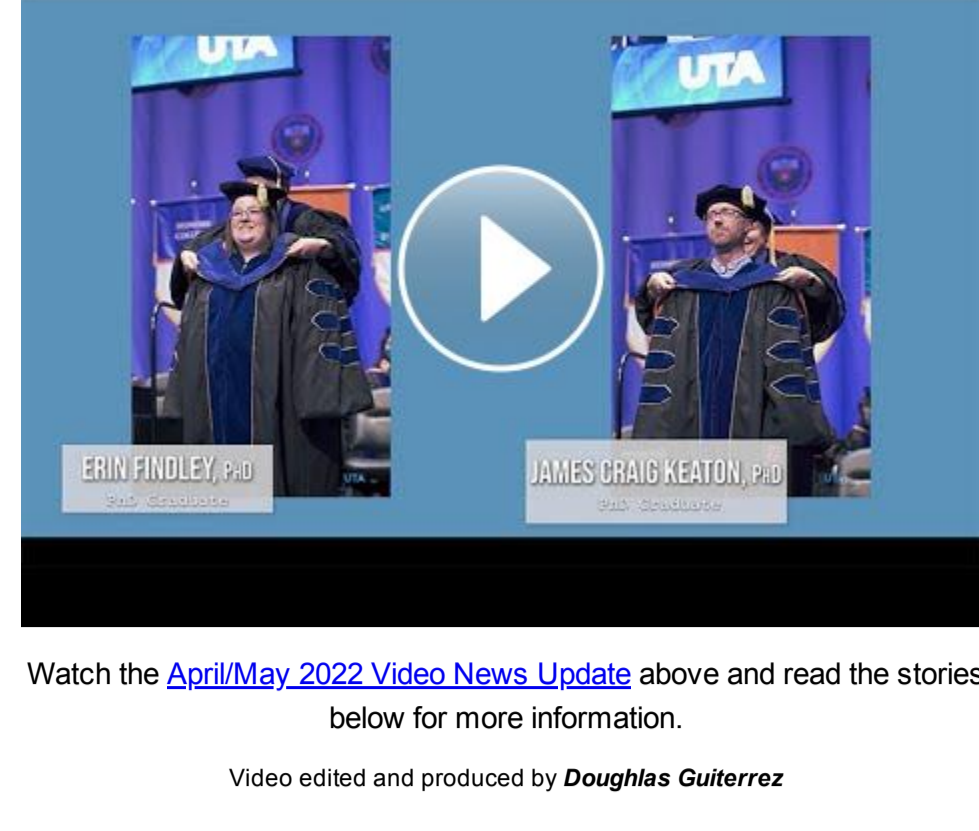 UTA
UTA
ERIN FINDLEY, PHD
PhD Graduate
JAMES CRAIG KEATON, PHD
PhD Graduate
UTA
Watch the April/May 2022 Video News Update above and read the stories
below for more information.
Video edited and produced by Doughlas Guiterrez